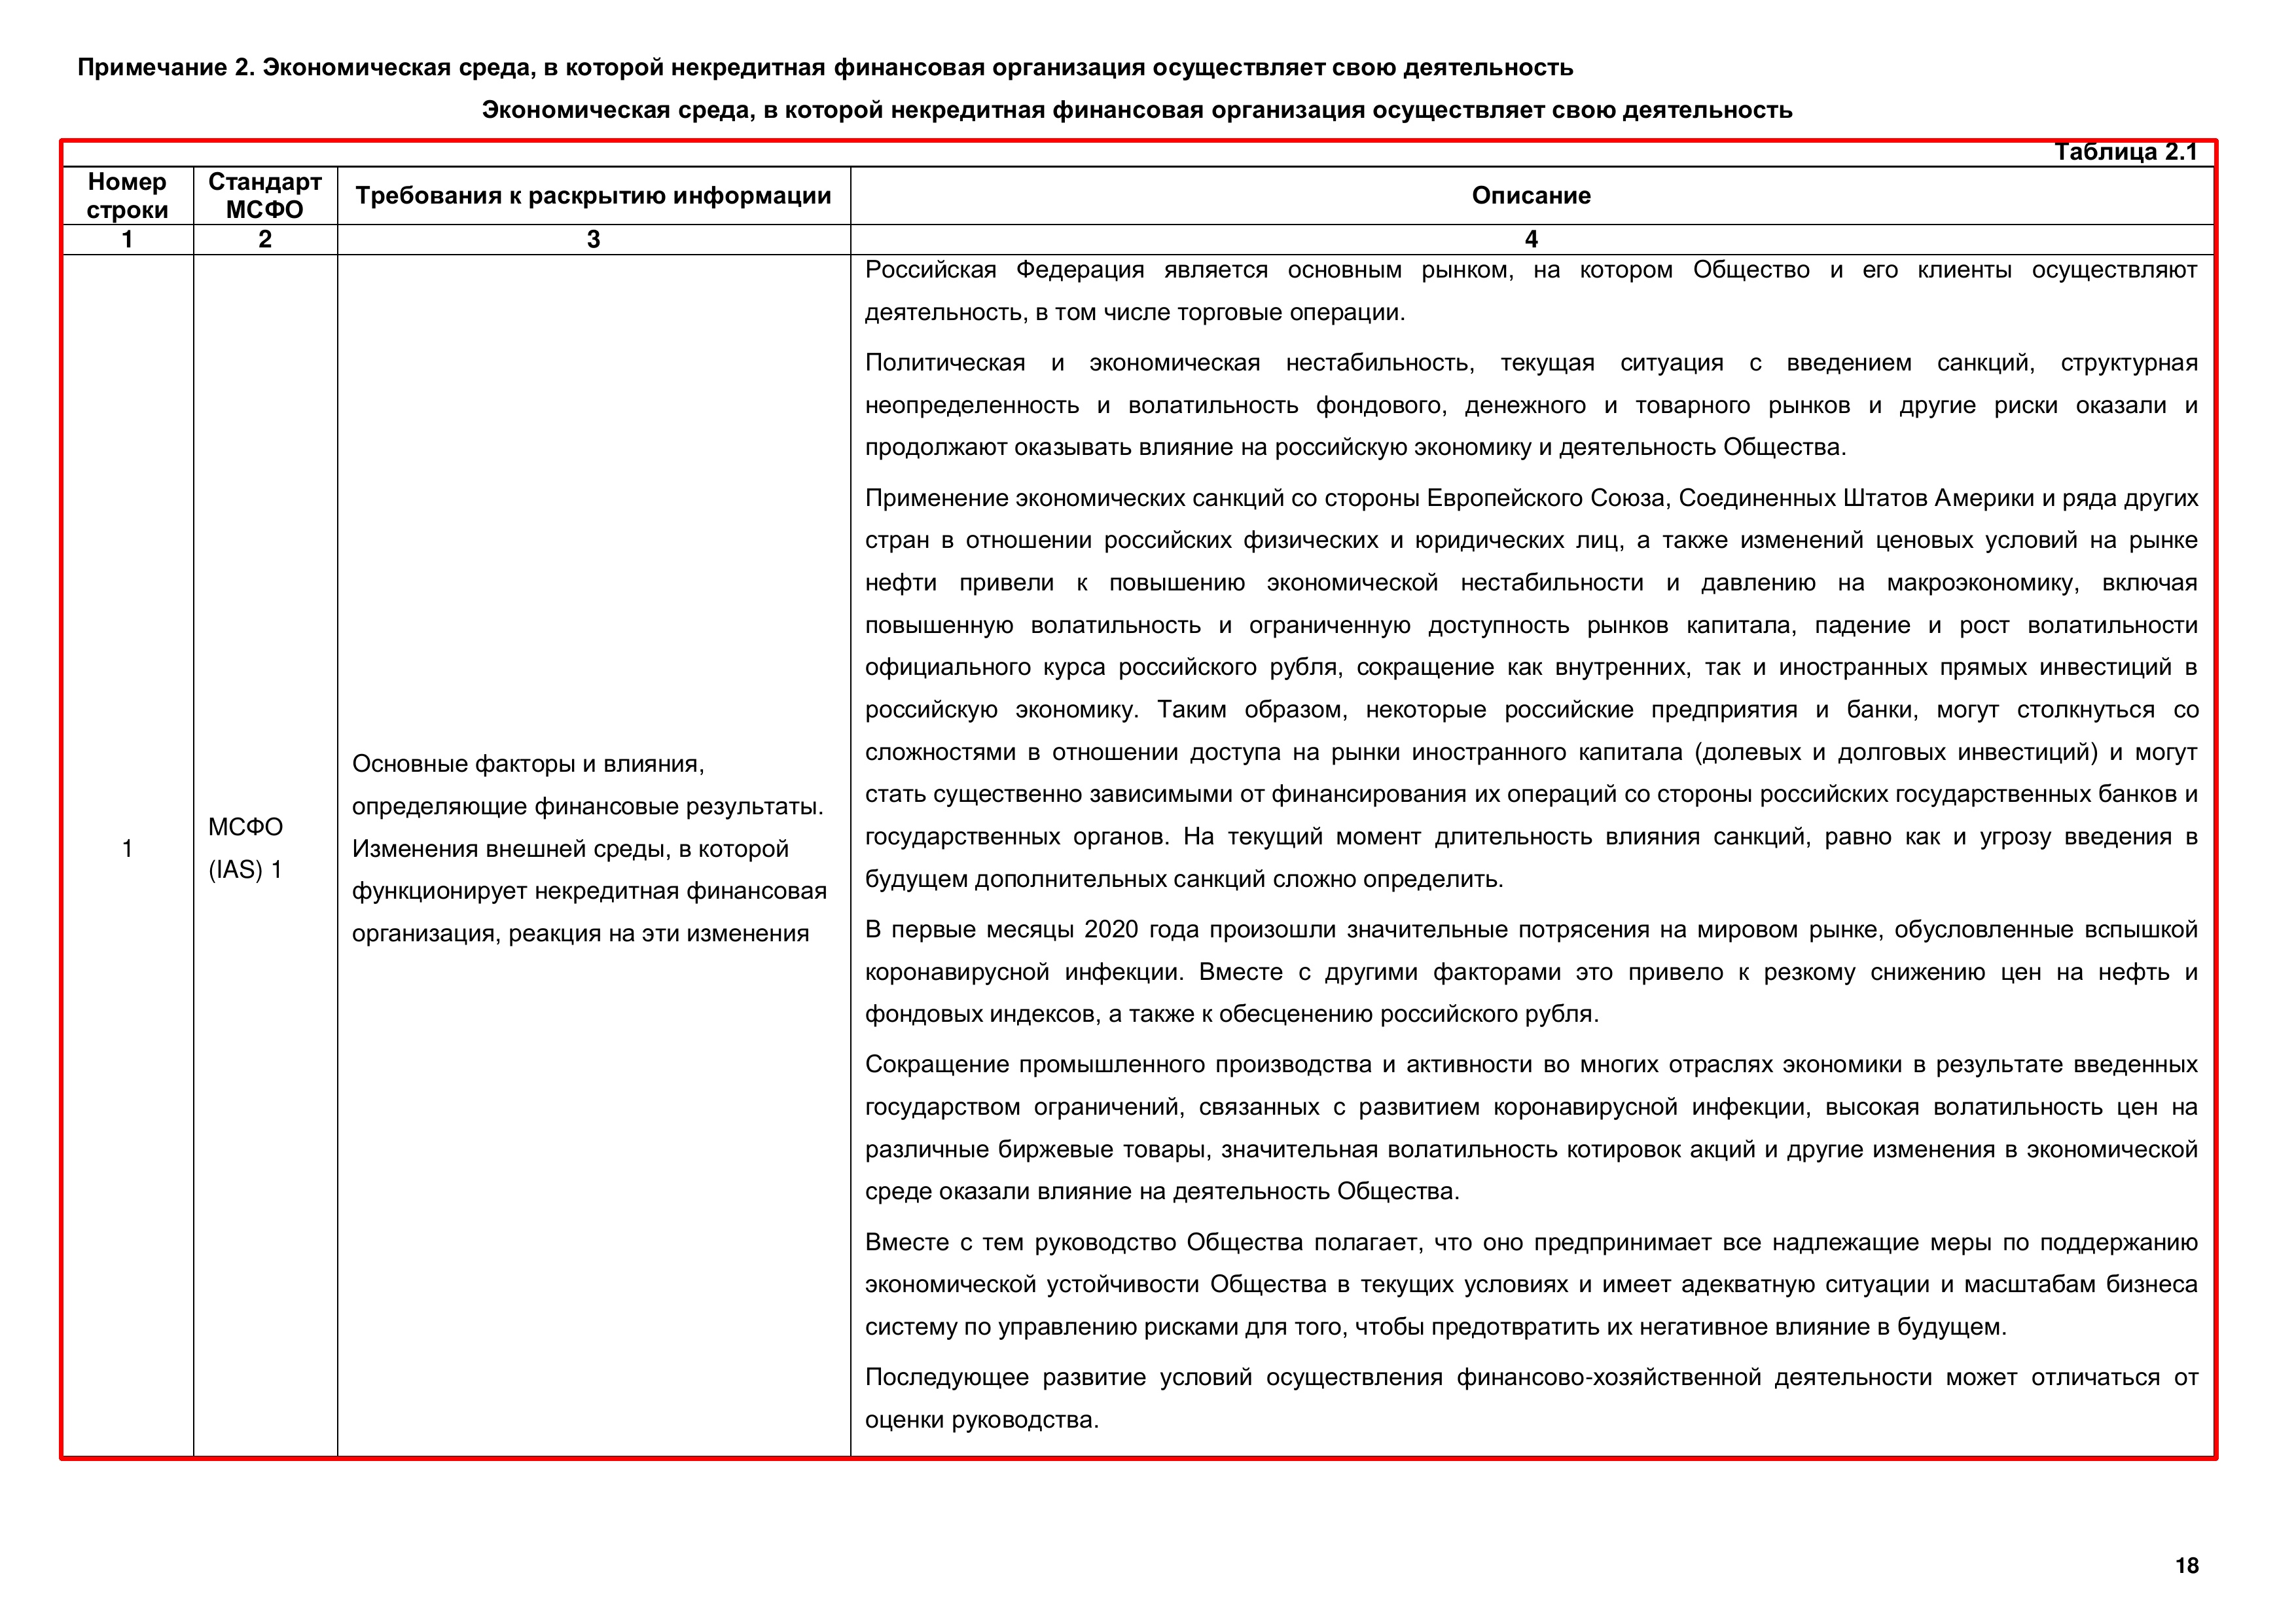 Примечание 2. Экономическая среда, в которой некредитная финансовая организация осуществляет свою деятельность
Экономическая среда, в которой некредитная финансовая организация осуществляет свою деятельность
Таблица 2.1
Номер
строки
Стандарт
МСФО
Требования к раскрытию информации
Описание
1
2
3
4
1
МСФО
(IAS) 1
Основные факторы и влияния,
определяющие финансовые результаты.
Изменения внешней среды, в которой
функционирует некредитная финансовая
организация, реакция на эти изменения
Российская Федерация является основным рынком, на котором Общество и его клиенты осуществляют
деятельность, в том числе торговые операции.
Политическая и экономическая нестабильность, текущая ситуация с введением санкций, структурная
неопределенность и волатильность фондового, денежного и товарного рынков и другие риски оказали и
продолжают оказывать влияние на российскую экономику и деятельность Общества.
Применение экономических санкций со стороны Европейского Союза, Соединенных Штатов Америки и ряда других
стран в отношении российских физических и юридических лиц, а также изменений ценовых условий на рынке
нефти привели к повышению экономической нестабильности и давлению на макроэкономику, включая
повышенную волатильность и ограниченную доступность рынков капитала, падение и рост волатильности
официального курса российского рубля, сокращение как внутренних, так и иностранных прямых инвестиций в
российскую экономику. Таким образом, некоторые российские предприятия и банки, могут столкнуться со
сложностями в отношении доступа на рынки иностранного капитала (долевых и долговых инвестиций) и могут
стать существенно зависимыми от финансирования их операций со стороны российских государственных банков и
государственных органов. На текущий момент длительность влияния санкций, равно как и угрозу введения в
будущем дополнительных санкций сложно определить.
В первые месяцы 2020 года произошли значительные потрясения на мировом рынке, обусловленные вспышкой
коронавирусной инфекции. Вместе с другими факторами это привело к резкому снижению цен на нефть и
фондовых индексов, а также к обесценению российского рубля.
Сокращение промышленного производства и активности во многих отраслях экономики в результате введенных
государством ограничений, связанных с развитием коронавирусной инфекции, высокая волатильность цен на
различные биржевые товары, значительная волатильность котировок акций и другие изменения в экономической
среде оказали влияние на деятельность Общества.
Вместе с тем руководство Общества полагает, что оно предпринимает все надлежащие меры по поддержанию
экономической устойчивости Общества в текущих условиях и имеет адекватную ситуации и масштабам бизнеса
систему по управлению рисками для того, чтобы предотвратить их негативное влияние в будущем.
Последующее развитие условий осуществления финансово-хозяйственной деятельности может отличаться от
оценки руководства.
18